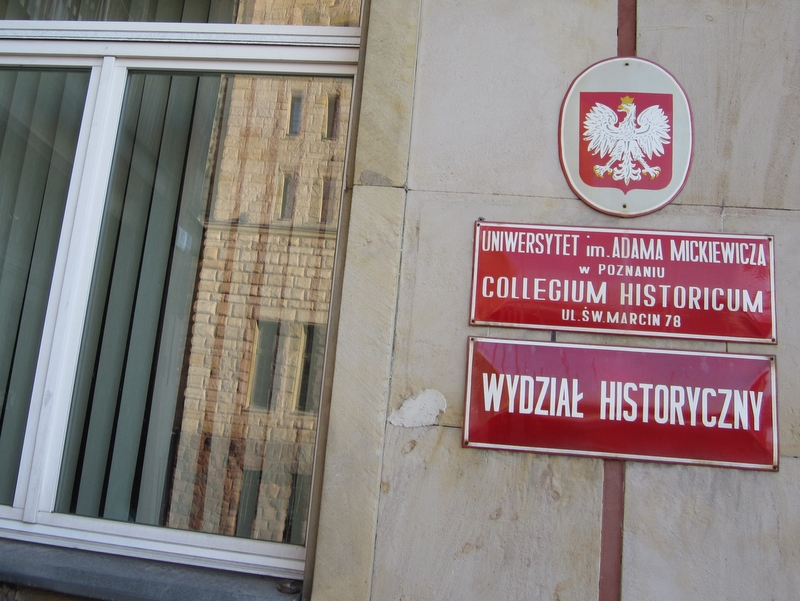 UNIWERSYTET im. ADAMA MICKIEWICZA
W POZNANIU
COLLEGIUM HISTORICUM
UL. ŚW. MARCIN 78
WYDZIAŁ HISTORYCZNY